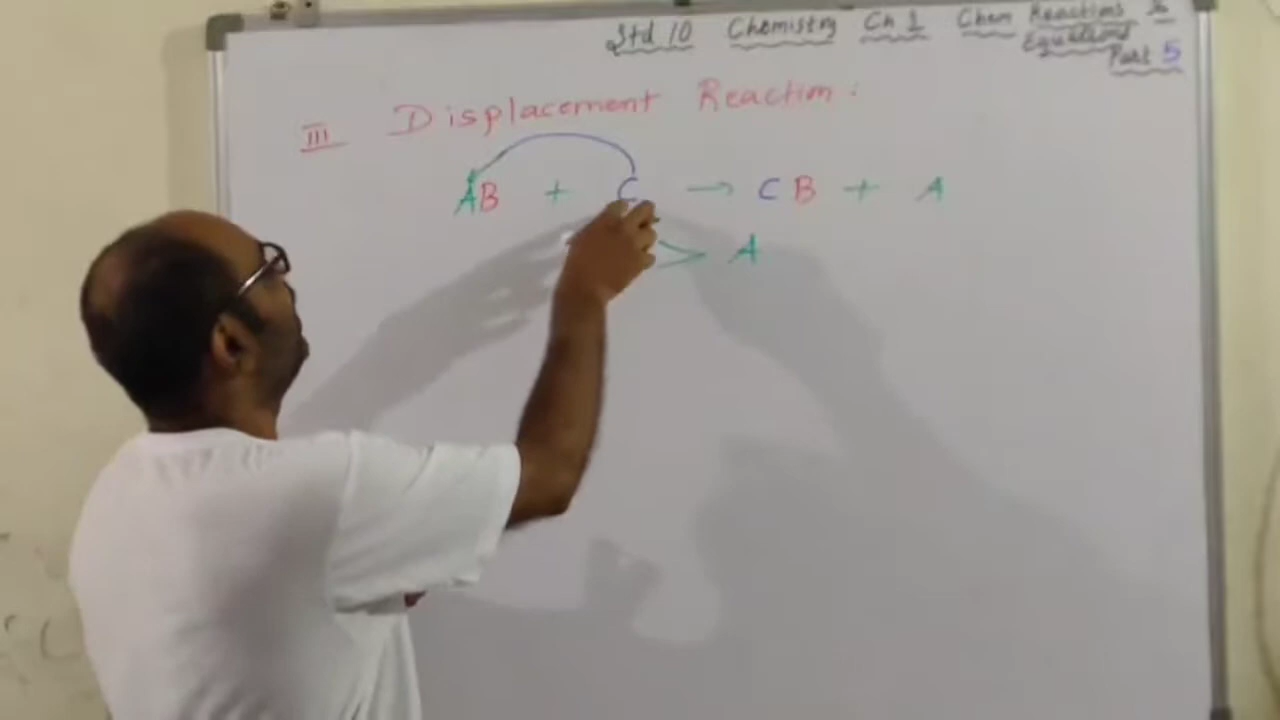 Std 10 Chemistry Ch 1 Chem Reactions &
Equations
Part 5
III Displacement Reaction:
AB + C → CB + A
> A